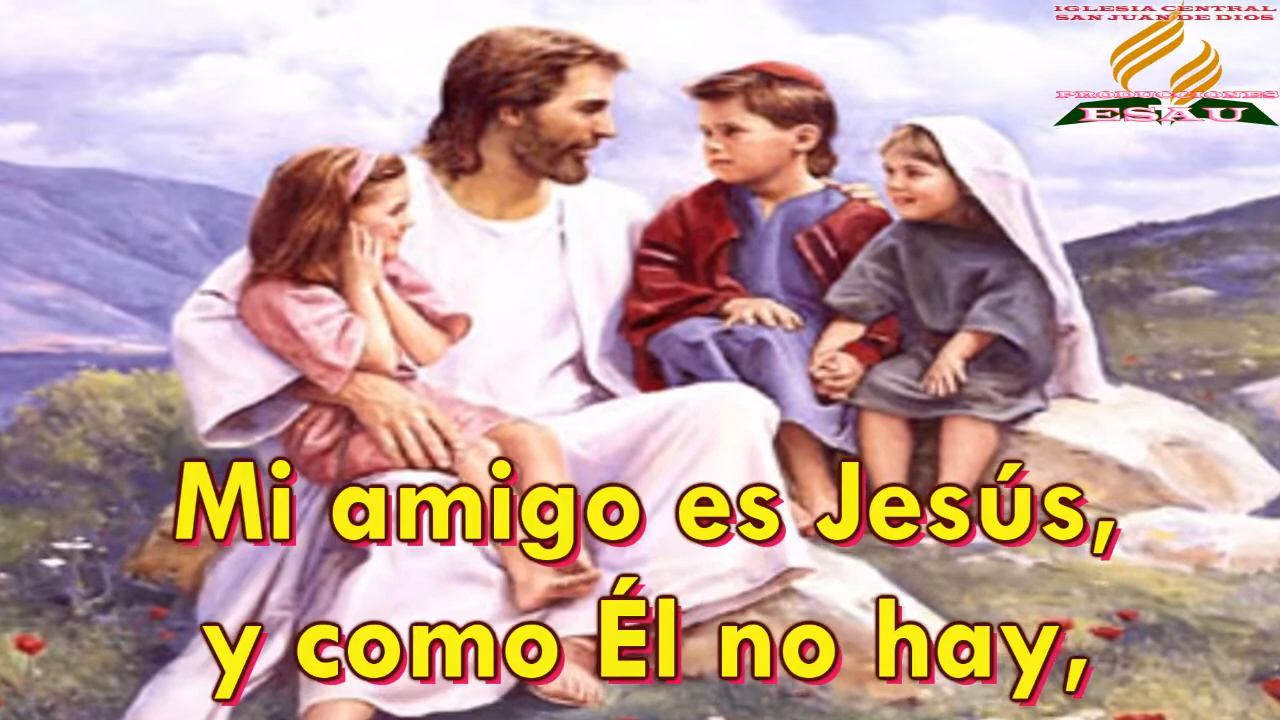 IGLESIA CENTRAL
SAN JUAN DE DIOS
PRODUCCIONES
ESAU
Mi amigo es Jesús,
y como Él no hay,